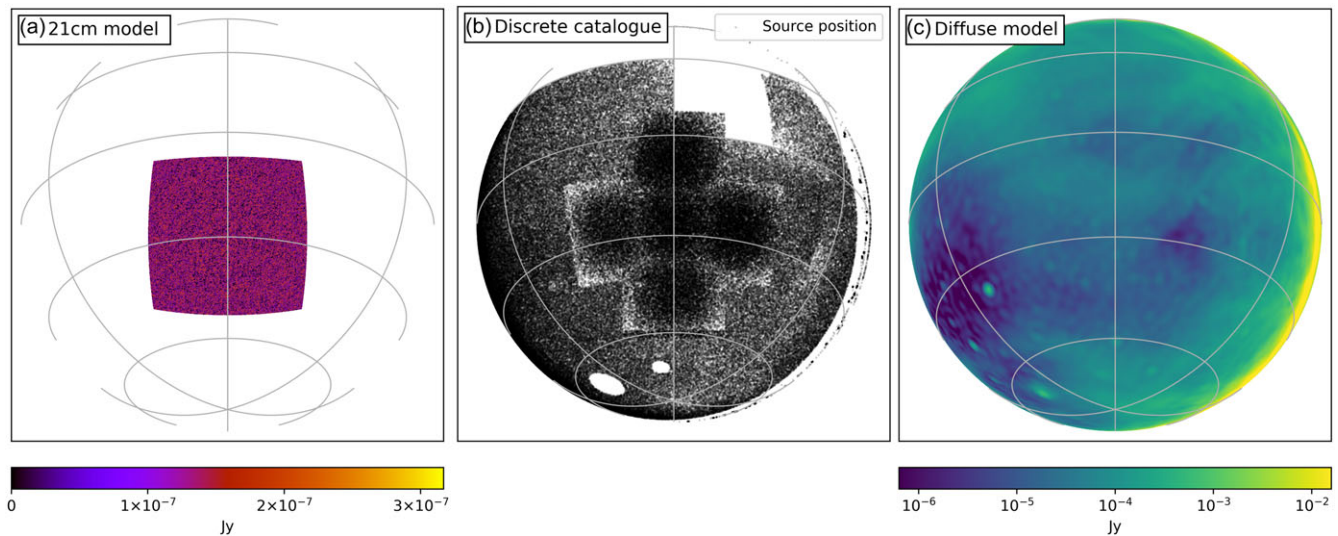 (a) 21cm model
(b) Discrete catalogue
Source position
(c) Diffuse model
0 1×10⁻⁷ 2×10⁻⁷ 3×10⁻⁷
Jy
10⁻⁶ 10⁻⁵ 10⁻⁴ 10⁻³ 10⁻²
Jy